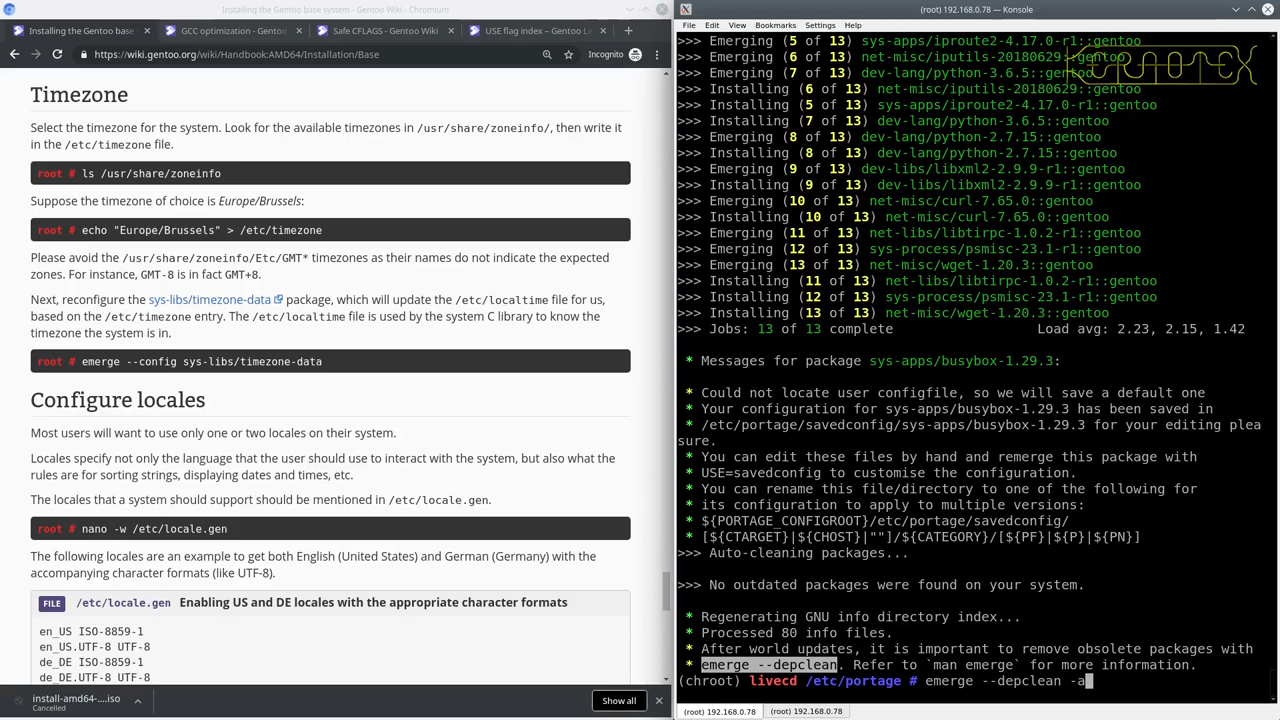 Installing the Gentoo base system - Gentoo Wiki - Chromium
Installing the Gentoo base
GCC optimization - Gentoo
Safe CFLAGS - Gentoo Wiki
USE flag index – Gentoo L
https://wiki.gentoo.org/wiki/Handbook:AMD64/Installation/Base
Incognito
Timezone
Select the timezone for the system. Look for the available timezones in /usr/share/zoneinfo/, then write it
in the /etc/timezone file.
root # ls /usr/share/zoneinfo
Suppose the timezone of choice is Europe/Brussels:
root # echo "Europe/Brussels" > /etc/timezone
Please avoid the /usr/share/zoneinfo/Etc/GMT* timezones as their names do not indicate the expected
zones. For instance, GMT-8 is in fact GMT+8.
Next, reconfigure the sys-libs/timezone-data package, which will update the /etc/localtime file for us,
based on the /etc/timezone entry. The /etc/localtime file is used by the system C library to know the
timezone the system is in.
root # emerge --config sys-libs/timezone-data
Configure locales
Most users will want to use only one or two locales on their system.
Locales specify not only the language that the user should use to interact with the system, but also what the
rules are for sorting strings, displaying dates and times, etc.
The locales that a system should support should be mentioned in /etc/locale.gen.
root # nano -w /etc/locale.gen
The following locales are an example to get both English (United States) and German (Germany) with the
accompanying character formats (like UTF-8).
FILE /etc/locale.gen Enabling US and DE locales with the appropriate character formats
en_US ISO-8859-1
en_US.UTF-8 UTF-8
de_DE ISO-8859-1
de_DE.UTF-8 UTF-8
install-amd64-....iso
Cancelled
Show all
(root) 192.168.0.78 — Konsole
File Edit View Bookmarks Settings Help
KERNOTEX
>>> Emerging (5 of 13) sys-apps/iproute2-4.17.0-r1::gentoo
>>> Emerging (6 of 13) net-misc/iputils-20180629::gentoo
>>> Emerging (7 of 13) dev-lang/python-3.6.5::gentoo
>>> Installing (6 of 13) net-misc/iputils-20180629::gentoo
>>> Installing (5 of 13) sys-apps/iproute2-4.17.0-r1::gentoo
>>> Installing (7 of 13) dev-lang/python-3.6.5::gentoo
>>> Emerging (8 of 13) dev-lang/python-2.7.15::gentoo
>>> Installing (8 of 13) dev-lang/python-2.7.15::gentoo
>>> Emerging (9 of 13) dev-libs/libxml2-2.9.9-r1::gentoo
>>> Installing (9 of 13) dev-libs/libxml2-2.9.9-r1::gentoo
>>> Emerging (10 of 13) net-misc/curl-7.65.0::gentoo
>>> Installing (10 of 13) net-misc/curl-7.65.0::gentoo
>>> Emerging (11 of 13) net-libs/libtirpc-1.0.2-r1::gentoo
>>> Emerging (12 of 13) sys-process/psmisc-23.1-r1::gentoo
>>> Emerging (13 of 13) net-misc/wget-1.20.3::gentoo
>>> Installing (11 of 13) net-libs/libtirpc-1.0.2-r1::gentoo
>>> Installing (12 of 13) sys-process/psmisc-23.1-r1::gentoo
>>> Installing (13 of 13) net-misc/wget-1.20.3::gentoo
>>> Jobs: 13 of 13 complete Load avg: 2.23, 2.15, 1.42
* Messages for package sys-apps/busybox-1.29.3:
* Could not locate user configfile, so we will save a default one
* Your configuration for sys-apps/busybox-1.29.3 has been saved in
* /etc/portage/savedconfig/sys-apps/busybox-1.29.3 for your editing plea
sure.
* You can edit these files by hand and remerge this package with
* USE=savedconfig to customise the configuration.
* You can rename this file/directory to one of the following for
* its configuration to apply to multiple versions:
* ${PORTAGE_CONFIGROOT}/etc/portage/savedconfig/
* [${CTARGET}|${CHOST}|""]/${CATEGORY}/[${PF}|${P}|${PN}]
>>> Auto-cleaning packages...
>>> No outdated packages were found on your system.
* Regenerating GNU info directory index...
* Processed 80 info files.
* After world updates, it is important to remove obsolete packages with
* emerge --depclean. Refer to `man emerge` for more information.
(chroot) livecd /etc/portage # emerge --depclean -a
(root) 192.168.0.78
(root) 192.168.0.78